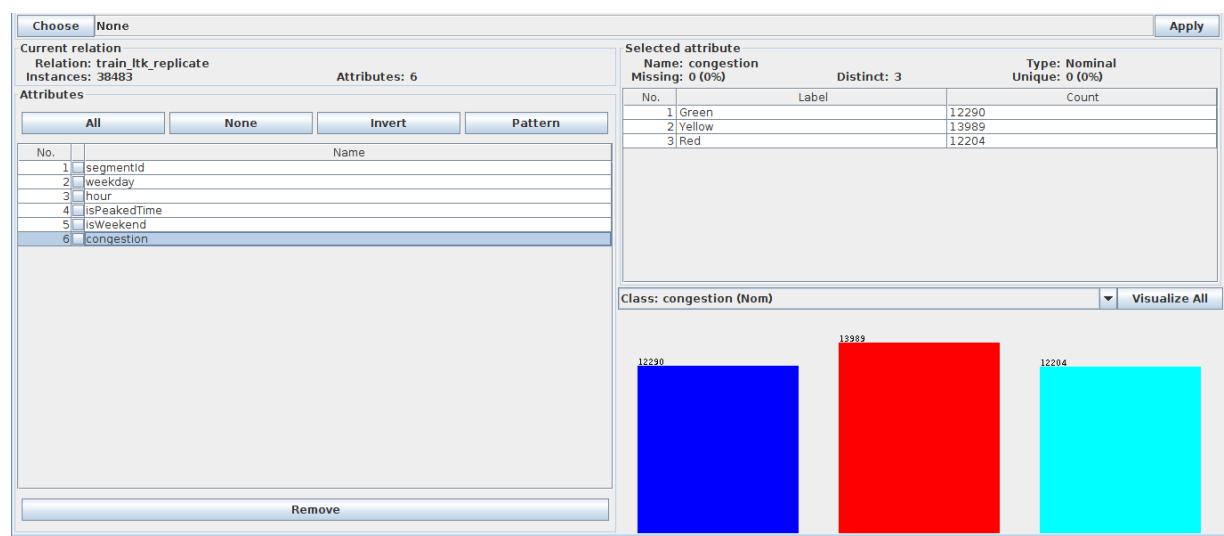 Choose None Apply
Current relation
Relation: train_ltk_replicate
Instances: 38483 Attributes: 6
Attributes
All None Invert Pattern
No. Name
1 segmentId
2 weekday
3 hour
4 isPeakedTime
5 isWeekend
6 congestion
Remove
Selected attribute
Name: congestion Type: Nominal
Missing: 0 (0%) Distinct: 3 Unique: 0 (0%)
No. Label Count
1 Green 12290
2 Yellow 13989
3 Red 12204
Class: congestion (Nom) Visualize All
12290 13989 12204